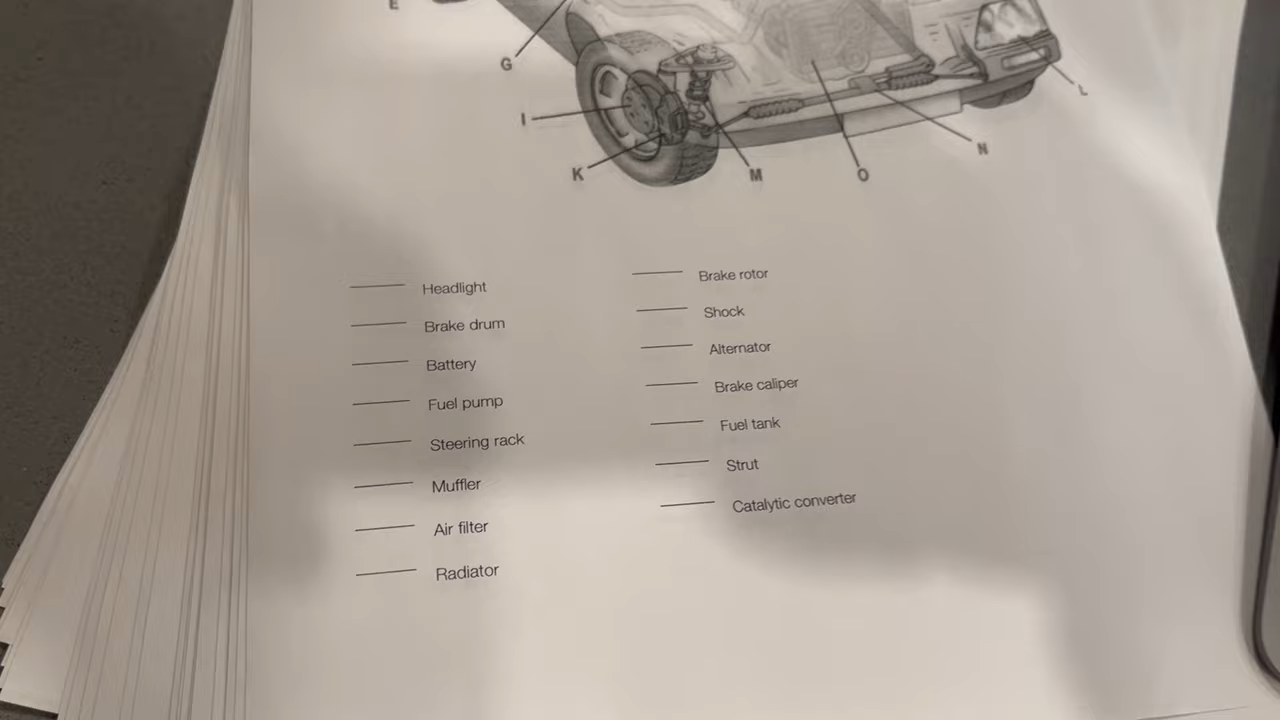 E
G
L
I
N
K
M
O
Headlight
Brake drum
Battery
Fuel pump
Steering rack
Muffler
Air filter
Radiator
Brake rotor
Shock
Alternator
Brake caliper
Fuel tank
Strut
Catalytic converter